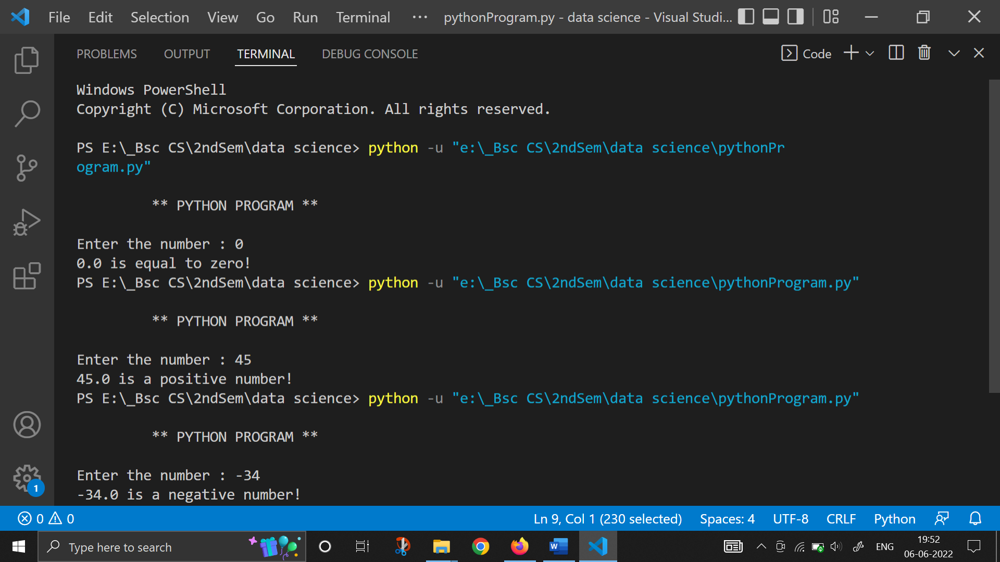 File Edit Selection View Go Run Terminal ··· pythonProgram.py - data science - Visual Studi...
PROBLEMS OUTPUT TERMINAL DEBUG CONSOLE Code
Windows PowerShell
Copyright (C) Microsoft Corporation. All rights reserved.
PS E:\_Bsc CS\2ndSem\data science> python -u "e:\_Bsc CS\2ndSem\data science\pythonPr
ogram.py"
** PYTHON PROGRAM **
Enter the number : 0
0.0 is equal to zero!
PS E:\_Bsc CS\2ndSem\data science> python -u "e:\_Bsc CS\2ndSem\data science\pythonProgram.py"
** PYTHON PROGRAM **
Enter the number : 45
45.0 is a positive number!
PS E:\_Bsc CS\2ndSem\data science> python -u "e:\_Bsc CS\2ndSem\data science\pythonProgram.py"
** PYTHON PROGRAM **
Enter the number : -34
-34.0 is a negative number!
1
0 0 Ln 9, Col 1 (230 selected) Spaces: 4 UTF-8 CRLF Python
Type here to search W ENG 19:52
06-06-2022